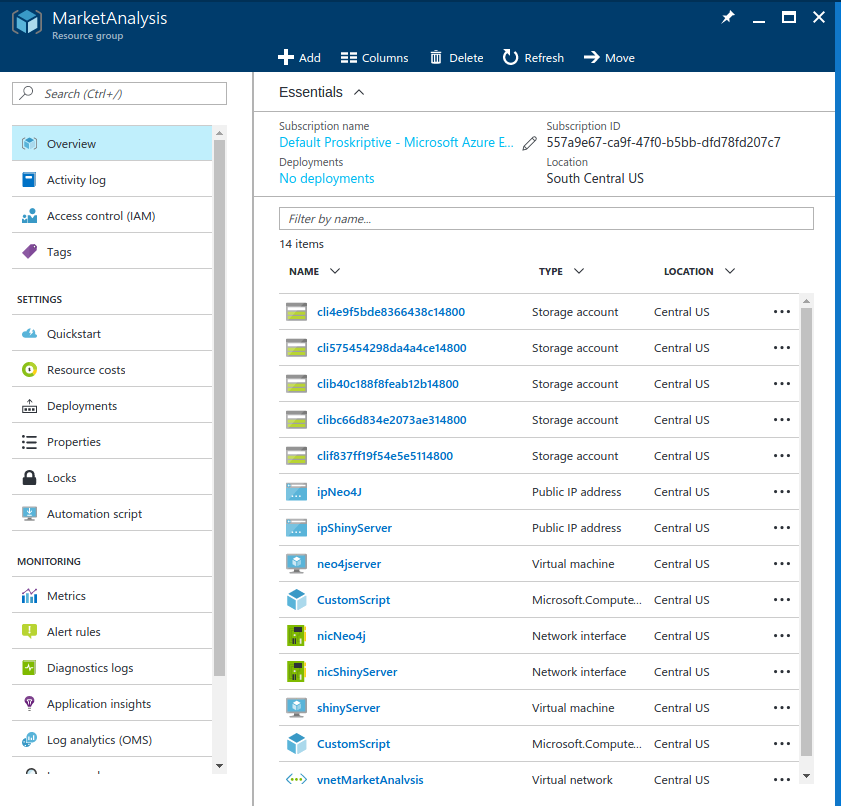 MarketAnalysis
Resource group
Add Columns Delete Refresh Move
Search (Ctrl+/)
Overview
Activity log
Access control (IAM)
Tags
SETTINGS
Quickstart
Resource costs
Deployments
Properties
Locks
Automation script
MONITORING
Metrics
Alert rules
Diagnostics logs
Application insights
Log analytics (OMS)
Essentials
Subscription name
Default Proskriptive - Microsoft Azure E...
Subscription ID
557a9e67-ca9f-47f0-b5bb-dfd78fd207c7
Deployments
No deployments
Location
South Central US
Filter by name...
14 items
NAME TYPE LOCATION
cli4e9f5bde8366438c14800 Storage account Central US
cli575454298da4a4ce14800 Storage account Central US
clib40c188f8feab12b14800 Storage account Central US
clibc66d834e2073ae314800 Storage account Central US
clif837ff19f54e5e5114800 Storage account Central US
ipNeo4J Public IP address Central US
ipShinyServer Public IP address Central US
neo4jserver Virtual machine Central US
CustomScript Microsoft.Compute... Central US
nicNeo4j Network interface Central US
nicShinyServer Network interface Central US
shinyServer Virtual machine Central US
CustomScript Microsoft.Compute... Central US
vnetMarketAnalysis Virtual network Central US